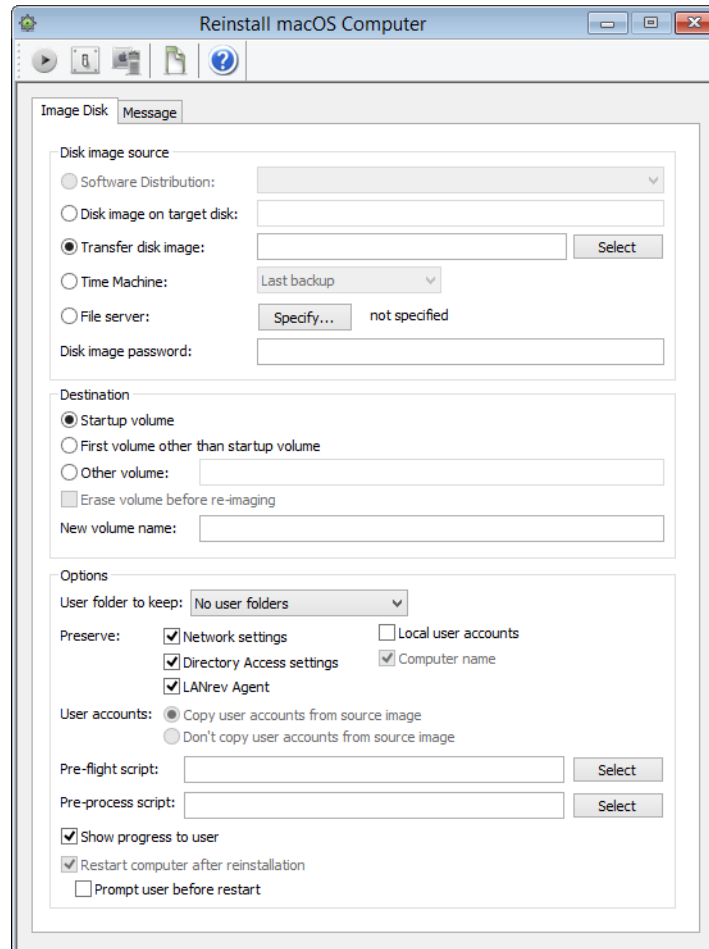 Reinstall macOS Computer
Image Disk Message
Disk image source
Software Distribution:
Disk image on target disk:
Transfer disk image: Select
Time Machine: Last backup
File server: Specify... not specified
Disk image password:
Destination
Startup volume
First volume other than startup volume
Other volume:
Erase volume before re-imaging
New volume name:
Options
User folder to keep: No user folders
Preserve: Network settings Local user accounts
Directory Access settings Computer name
LANrev Agent
User accounts: Copy user accounts from source image
Don't copy user accounts from source image
Pre-flight script: Select
Pre-process script: Select
Show progress to user
Restart computer after reinstallation
Prompt user before restart